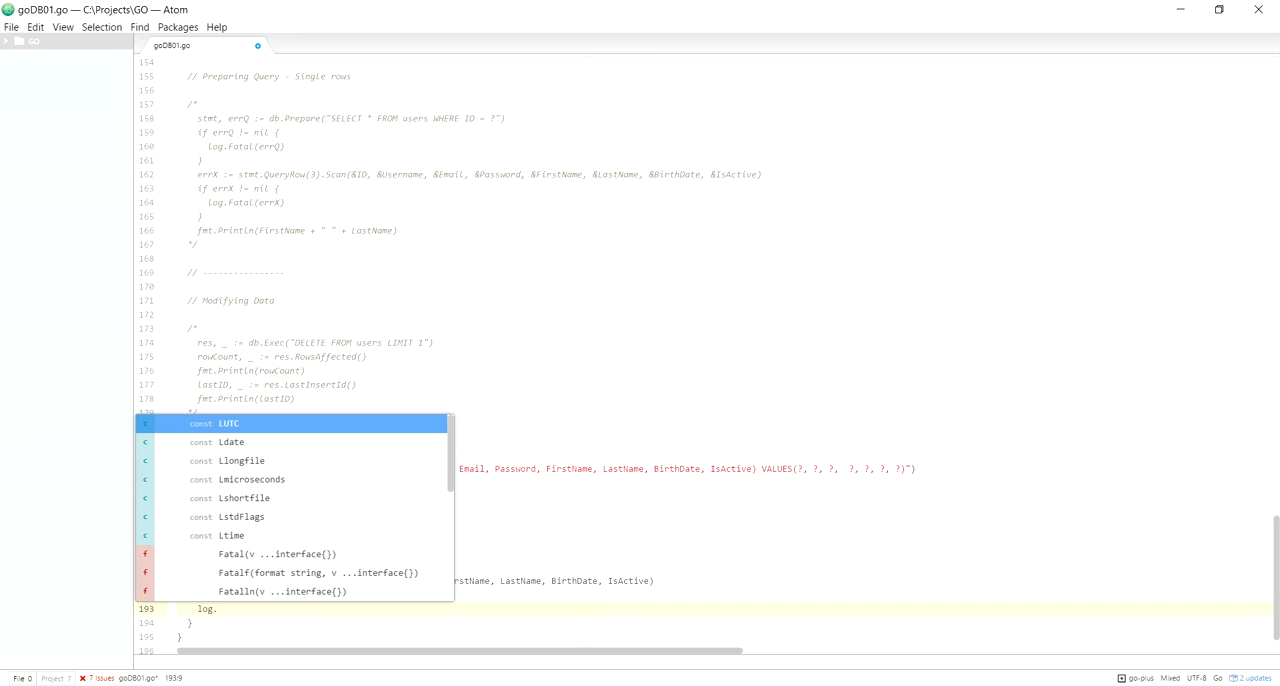 goDB01.go — C:\Projects\GO — Atom
File Edit View Selection Find Packages Help
GO
goDB01.go
154
155 // Preparing Query - Single rows
156
157 /*
158 stmt, errQ := db.Prepare("SELECT * FROM users WHERE ID = ?")
159 if errQ != nil {
160 log.Fatal(errQ)
161 }
162 errX := stmt.QueryRow(3).Scan(&ID, &Username, &Email, &Password, &FirstName, &LastName, &BirthDate, &IsActive)
163 if errX != nil {
164 log.Fatal(errX)
165 }
166 fmt.Println(FirstName + " " + LastName)
167 */
168
169 // ----------------
170
171 // Modifying Data
172
173 /*
174 res, _ := db.Exec("DELETE FROM users LIMIT 1")
175 rowCount, _ := res.RowsAffected()
176 fmt.Println(rowCount)
177 lastID, _ := res.LastInsertId()
178 fmt.Println(lastID)
179 */
c const LUTC
c const Ldate
c const Llongfile
Email, Password, FirstName, LastName, BirthDate, IsActive) VALUES(?, ?, ?, ?, ?, ?, ?)")
c const Lmicroseconds
c const Lshortfile
c const LstdFlags
c const Ltime
f Fatal(v ...interface{})
f Fatalf(format string, v ...interface{})
rstName, LastName, BirthDate, IsActive)
f Fatalln(v ...interface{})
193 log.
194 }
195 }
196
File 0 Project 7 7 Issues goDB01.go* 193:9 go-plus Mixed UTF-8 Go 2 updates